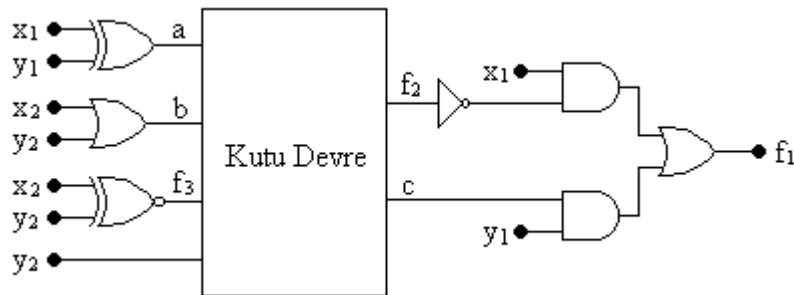 x₁
y₁
a
x₂
y₂
b
x₂
y₂
f₃
y₂
Kutu Devre
f₂
c
x₁
y₁
f₁